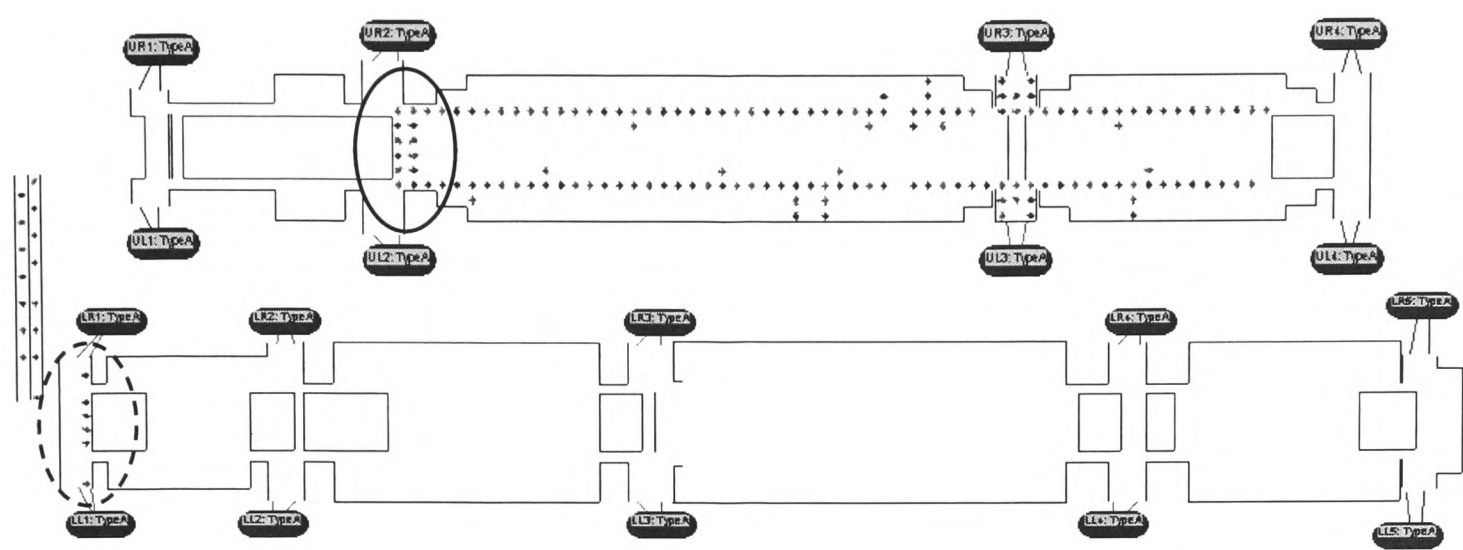 UR1: TypeA
UR2: TypeA
UR3: TypeA
UR4: TypeA
UL1: TypeA
UL2: TypeA
UL3: TypeA
UL4: TypeA
LR1: TypeA
LR2: TypeA
LR3: TypeA
LR4: TypeA
LR5: TypeA
LL1: TypeA
LL2: TypeA
LL3: TypeA
LL4: TypeA
LL5: TypeA